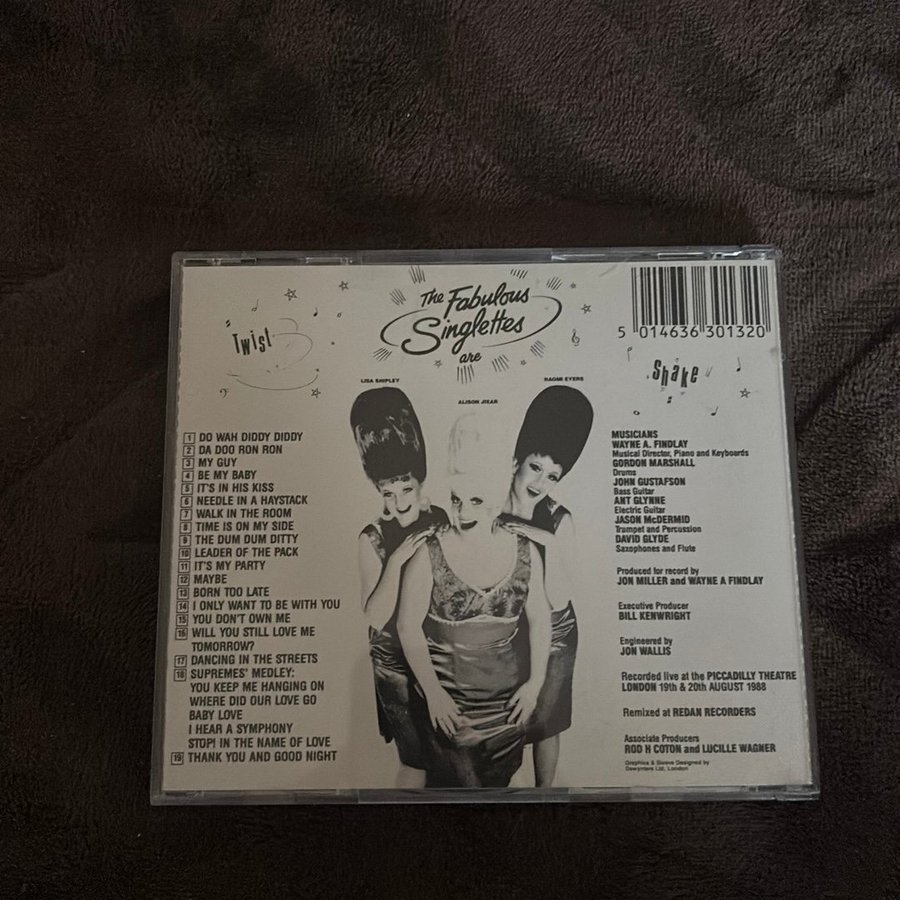 The Fabulous
Singlettes
are
Twist
Shake
5 014636 301320
LISA SHIPLEY
ALISON JIEAR
NAOMI EYERS
1 DO WAH DIDDY DIDDY
2 DA DOO RON RON
3 MY GUY
4 BE MY BABY
5 IT'S IN HIS KISS
6 NEEDLE IN A HAYSTACK
7 WALK IN THE ROOM
8 TIME IS ON MY SIDE
9 THE DUM DUM DITTY
10 LEADER OF THE PACK
11 IT'S MY PARTY
12 MAYBE
13 BORN TOO LATE
14 I ONLY WANT TO BE WITH YOU
15 YOU DON'T OWN ME
16 WILL YOU STILL LOVE ME
TOMORROW?
17 DANCING IN THE STREETS
18 SUPREMES' MEDLEY:
YOU KEEP ME HANGING ON
WHERE DID OUR LOVE GO
BABY LOVE
I HEAR A SYMPHONY
STOP! IN THE NAME OF LOVE
19 THANK YOU AND GOOD NIGHT
MUSICIANS
WAYNE A. FINDLAY
Musical Director, Piano and Keyboards
GORDON MARSHALL
Drums
JOHN GUSTAFSON
Bass Guitar
ANT GLYNNE
Electric Guitar
JASON McDERMID
Trumpet and Percussion
DAVID GLYDE
Saxophones and Flute
Produced for record by
JON MILLER and WAYNE A FINDLAY
Executive Producer
BILL KENWRIGHT
Engineered by
JON WALLIS
Recorded live at the PICCADILLY THEATRE
LONDON 19th & 20th AUGUST 1988
Remixed at REDAN RECORDERS
Associate Producers
ROD H COTON and LUCILLE WAGNER
Graphics & Sleeve Designed by
Dewynters Ltd, London